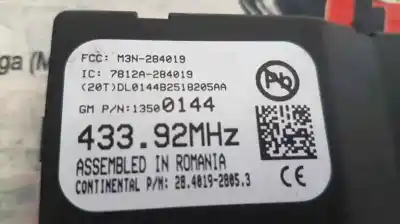 ga (M
FCC: M3N-284019
IC: 7812A-284019
(20T)DL0144B2518205AA
GM P/N:13500144
433.92MHz
ASSEMBLED IN ROMANIA
CONTINENTAL P/N: 28.4019-2805.3
Pb
CE